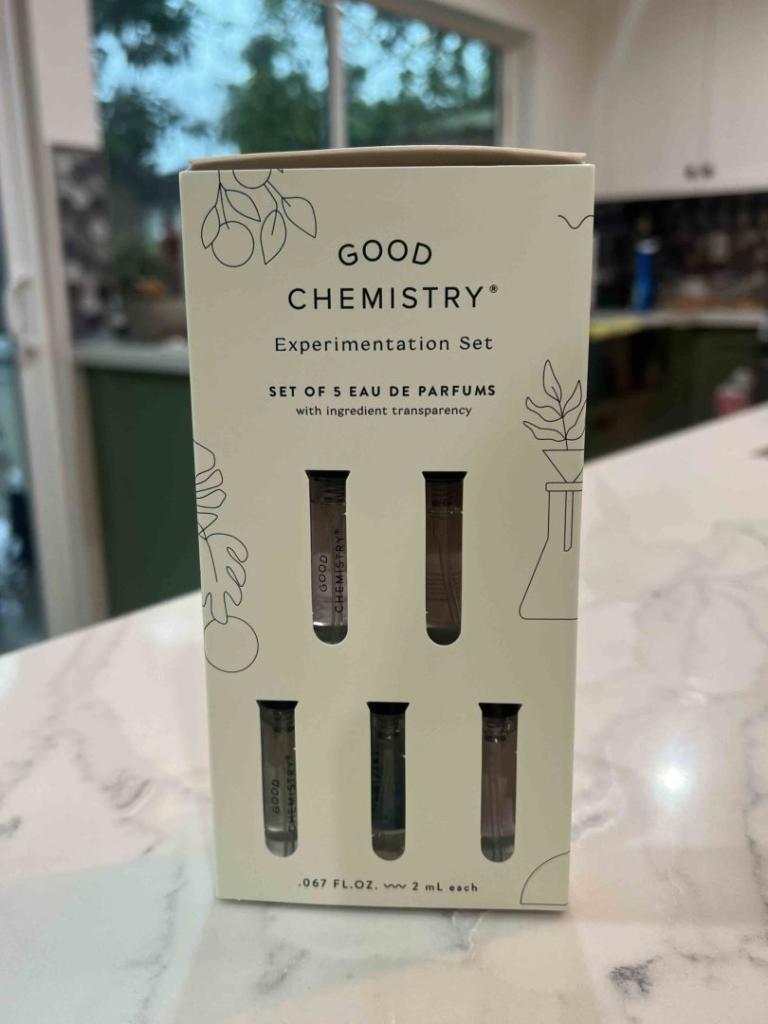 GOOD
CHEMISTRY®
Experimentation Set
SET OF 5 EAU DE PARFUMS
with ingredient transparency
GOOD
CHEMISTRY®
GOOD
CHEMISTRY®
.067 FL.OZ. 2 mL each